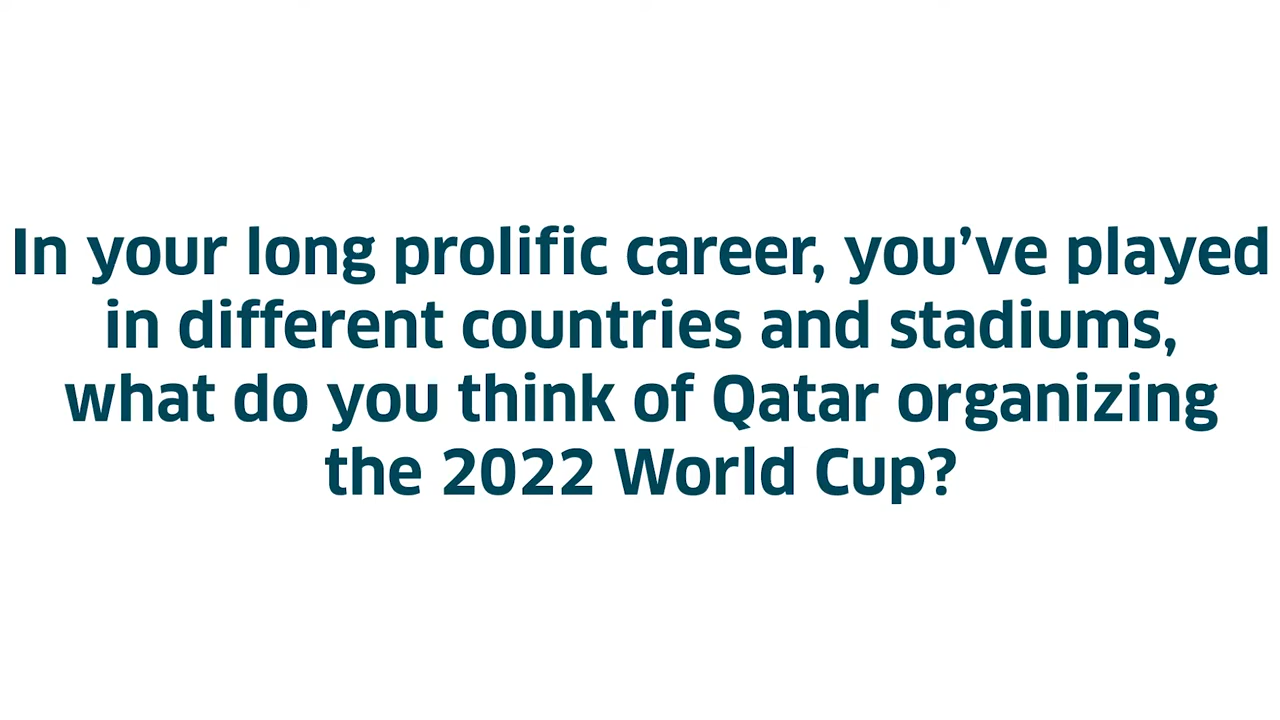 In your long prolific career, you’ve played
in different countries and stadiums,
what do you think of Qatar organizing
the 2022 World Cup?